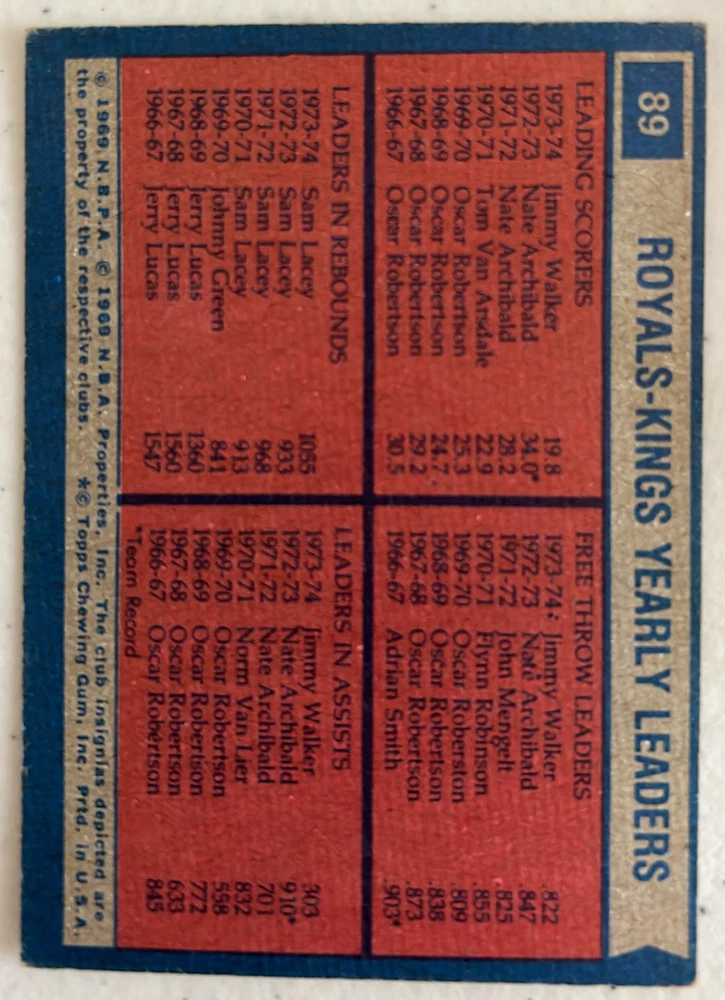 89 ROYALS-KINGS YEARLY LEADERS
LEADING SCORERS
1973-74 Jimmy Walker 19.8
1972-73 Nate Archibald 34.0*
1971-72 Nate Archibald 28.2
1970-71 Tom Van Arsdale 22.9
1969-70 Oscar Robertson 25.3
1968-69 Oscar Robertson 24.7
1967-68 Oscar Robertson 29.2
1966-67 Oscar Robertson 30.5
FREE THROW LEADERS
1973-74 Jimmy Walker .822
1972-73 Nate Archibald .847
1971-72 John Mengelt .825
1970-71 Flynn Robinson .855
1969-70 Oscar Roberston .809
1968-69 Oscar Robertson .838
1967-68 Oscar Robertson .873
1966-67 Adrian Smith .903*
LEADERS IN REBOUNDS
1973-74 Sam Lacey 1055
1972-73 Sam Lacey 933
1971-72 Sam Lacey 968
1970-71 Sam Lacey 913
1969-70 Johnny Green 841
1968-69 Jerry Lucas 1360
1967-68 Jerry Lucas 1560
1966-67 Jerry Lucas 1547
LEADERS IN ASSISTS
1973-74 Jimmy Walker 303
1972-73 Nate Archibald 910*
1971-72 Nate Archibald 701
1970-71 Norm Van Lier 832
1969-70 Oscar Robertson 558
1968-69 Oscar Robertson 772
1967-68 Oscar Robertson 633
1966-67 Oscar Robertson 845
*Team Record
© 1969 N.B.P.A. © 1969 N.B.A. Properties, Inc. The club insignias depicted are
the property of the respective clubs. *© Topps Chewing Gum, Inc. Prtd. in U.S.A.